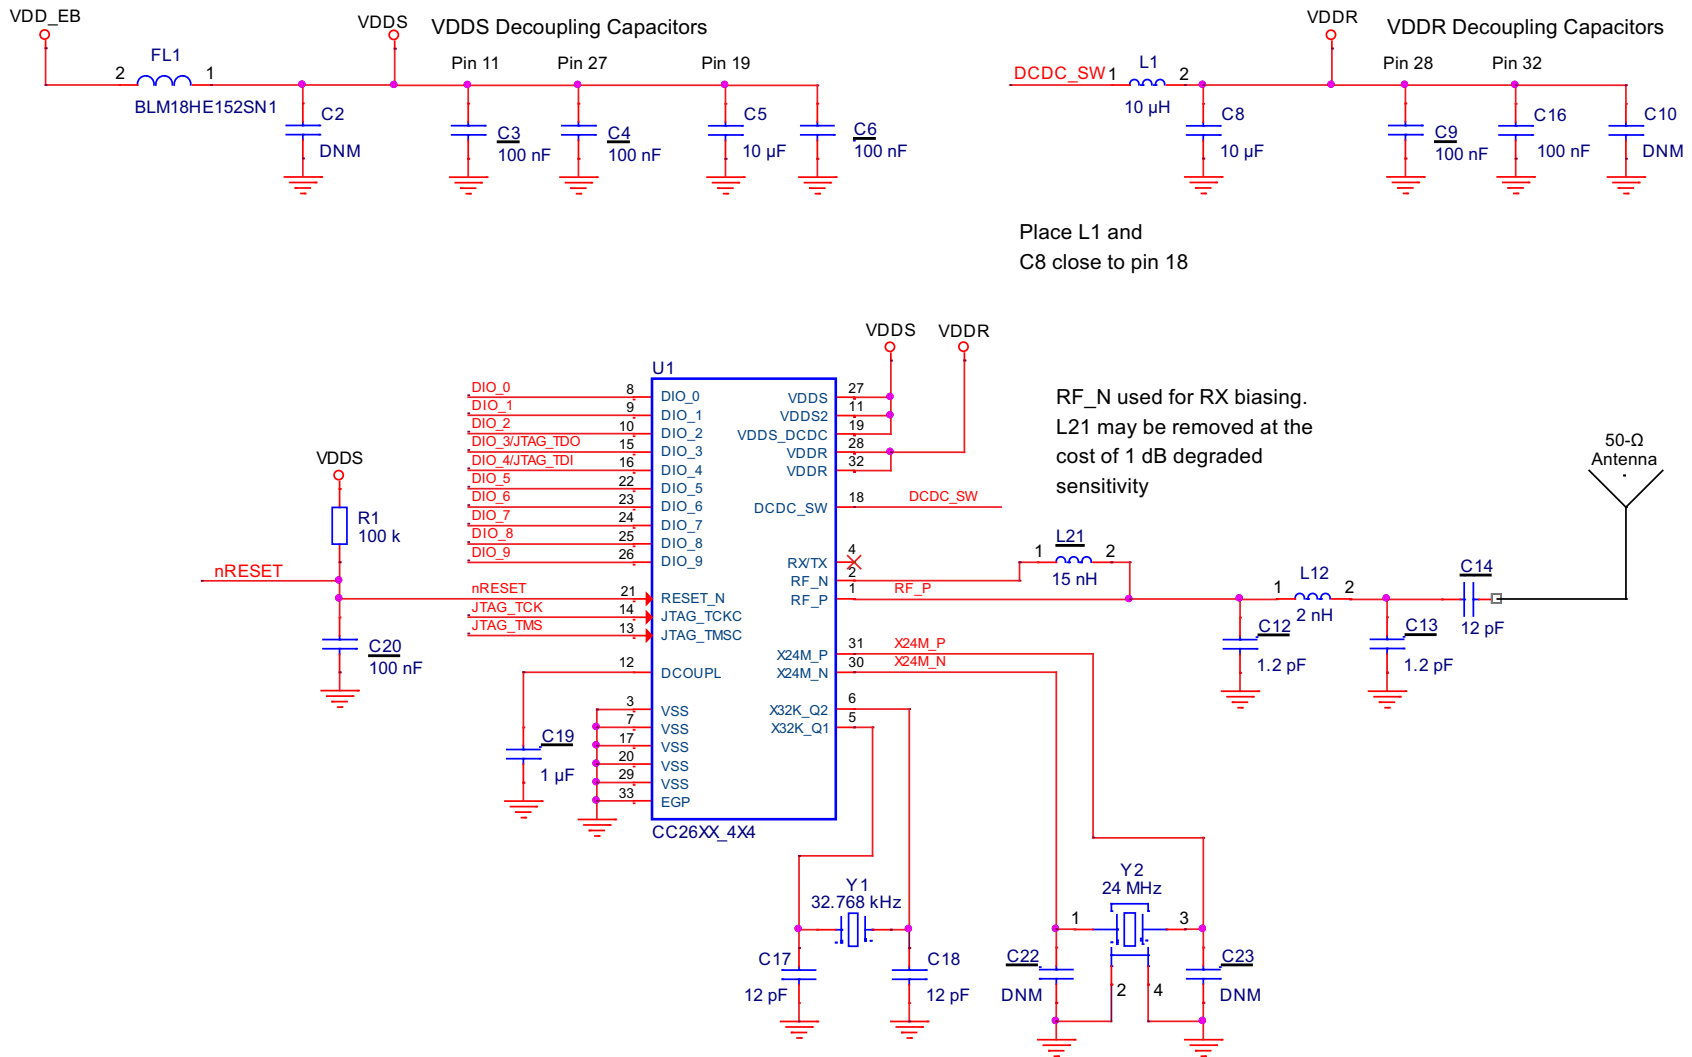 VDD_EB
VDDS
VDDS Decoupling Capacitors
FL1
2
1
BLM18HE152SN1
Pin 11
Pin 27
Pin 19
C2
DNM
C3
100 nF
C4
100 nF
C5
10 µF
C6
100 nF
VDDR
VDDR Decoupling Capacitors
DCDC_SW
1
L1
2
10 µH
Pin 28
Pin 32
C8
10 µF
C9
100 nF
C16
100 nF
C10
DNM
Place L1 and
C8 close to pin 18
VDDS
VDDR
U1
DIO_0
8
DIO_0
DIO_1
9
DIO_1
DIO_2
10
DIO_2
DIO_3/JTAG_TDO
15
DIO_3
DIO_4/JTAG_TDI
16
DIO_4
DIO_5
22
DIO_5
DIO_6
23
DIO_6
DIO_7
24
DIO_7
DIO_8
25
DIO_8
DIO_9
26
DIO_9
nRESET
21
RESET_N
JTAG_TCK
14
JTAG_TCKC
JTAG_TMS
13
JTAG_TMSC
12
DCOUPL
3
VSS
7
VSS
17
VSS
20
VSS
29
VSS
33
EGP
CC26XX_4X4
VDDS
27
VDDS2
11
VDDS_DCDC
19
VDDR
28
VDDR
32
DCDC_SW
18
DCDC_SW
RX/TX
4
RF_N
2
RF_P
1
RF_P
X24M_P
31
X24M_P
X24M_N
30
X24M_N
X32K_Q2
6
X32K_Q1
5
VDDS
R1
100 k
nRESET
C20
100 nF
C19
1 µF
RF_N used for RX biasing.
L21 may be removed at the
cost of 1 dB degraded
sensitivity
1
L21
2
15 nH
50-Ω
Antenna
1
L12
2
2 nH
C14
12 pF
C12
1.2 pF
C13
1.2 pF
Y1
32.768 kHz
C17
12 pF
C18
12 pF
Y2
24 MHz
1
3
2
4
C22
DNM
C23
DNM